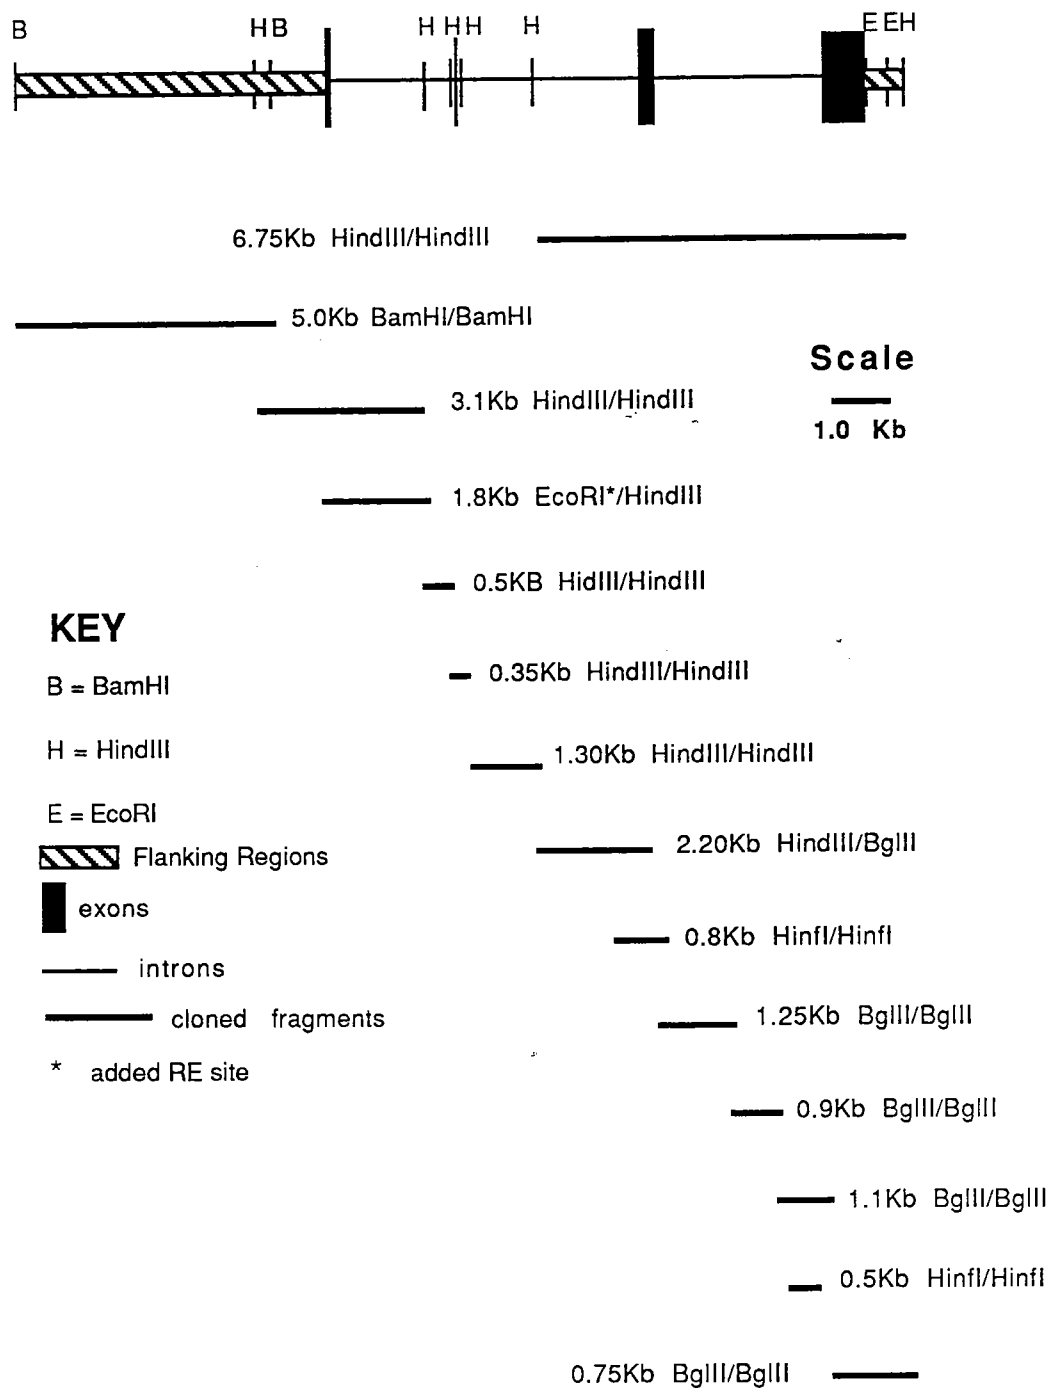 B H B H H H H E E H
6.75Kb HindIII/HindIII
5.0Kb BamHI/BamHI
Scale
1.0 Kb
3.1Kb HindIII/HindIII
1.8Kb EcoRI*/HindIII
0.5KB HidIII/HindIII
KEY
B = BamHI
H = HindIII
E = EcoRI
Flanking Regions
exons
introns
cloned fragments
* added RE site
0.35Kb HindIII/HindIII
1.30Kb HindIII/HindIII
2.20Kb HindIII/BglII
0.8Kb HinfI/HinfI
1.25Kb BglII/BglII
0.9Kb BglII/BglII
1.1Kb BglII/BglII
0.5Kb HinfI/HinfI
0.75Kb BglII/BglII